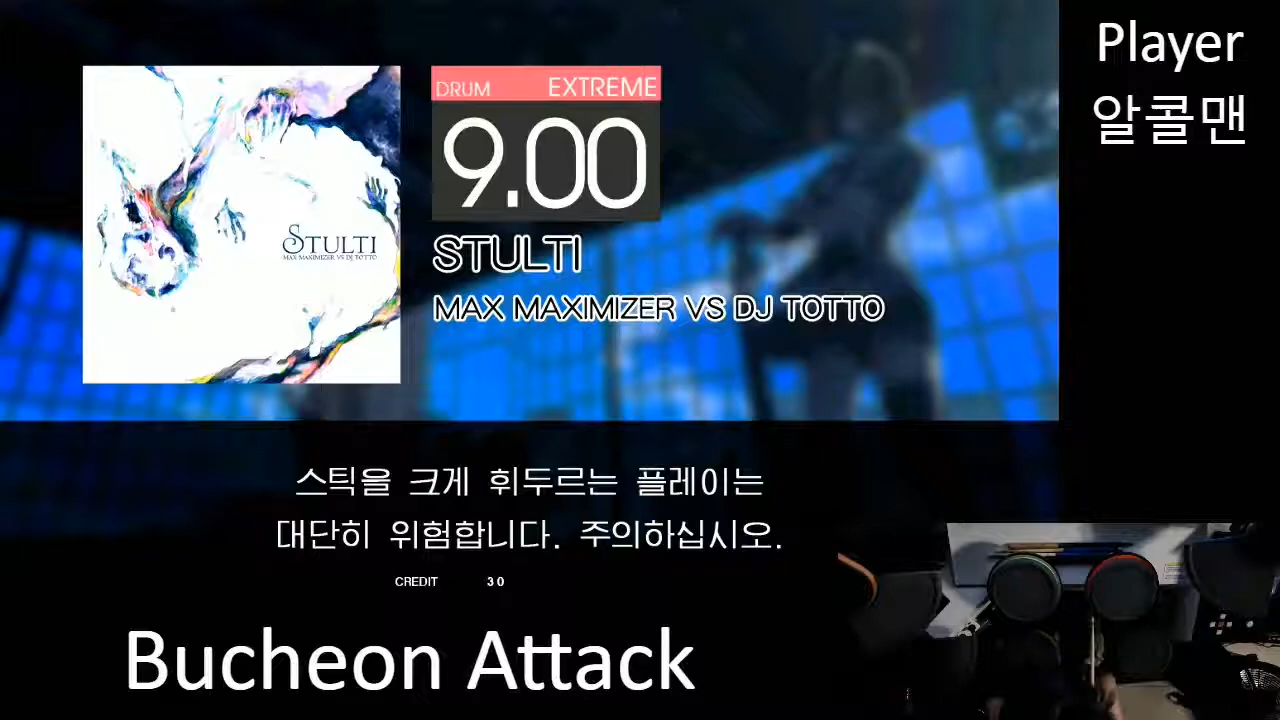 Player
알콜맨
DRUM EXTREME
9.00
STULTI
MAX MAXIMIZER VS DJ TOTTO
STULTI
MAX MAXIMIZER VS DJ TOTTO
스틱을 크게 휘두르는 플레이는
대단히 위험합니다. 주의하십시오.
CREDIT 30
Bucheon Attack